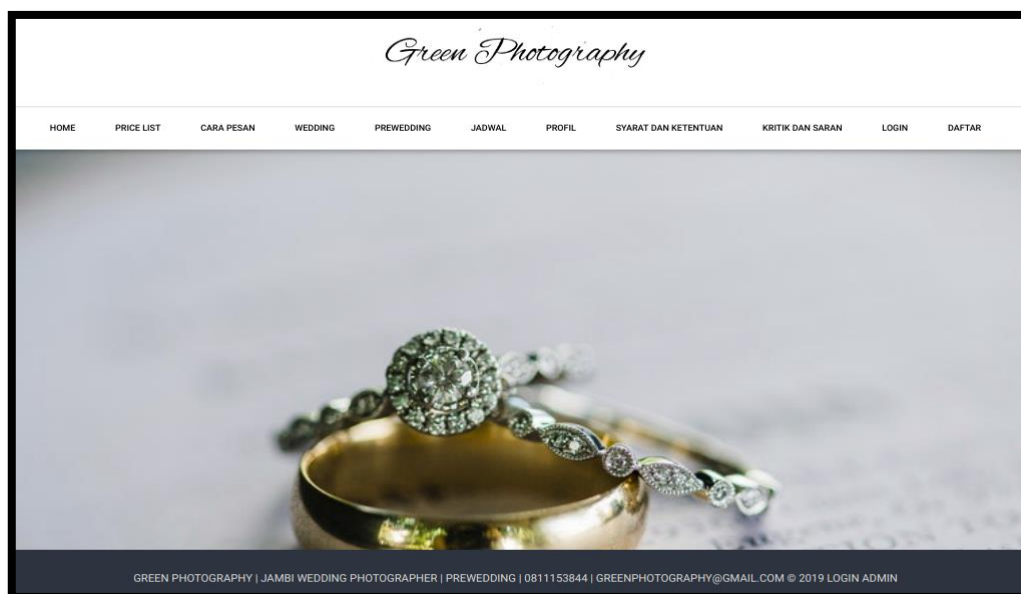 Green Photography
HOME PRICE LIST CARA PESAN WEDDING PREWEDDING JADWAL PROFIL SYARAT DAN KETENTUAN KRITIK DAN SARAN LOGIN DAFTAR
GREEN PHOTOGRAPHY | JAMBI WEDDING PHOTOGRAPHER | PREWEDDING | 0811153844 | GREENPHOTOGRAPHY@GMAIL.COM © 2019 LOGIN ADMIN